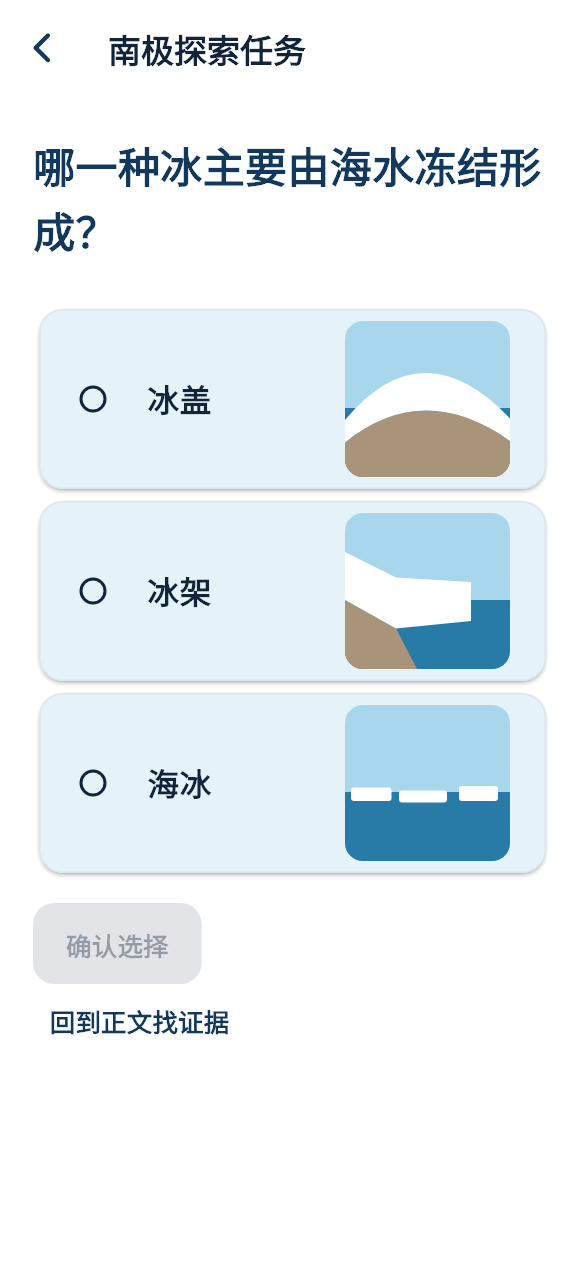 南极探索任务
哪一种冰主要由海水冻结形
成？
冰盖
冰架
海冰
确认选择
回到正文找证据